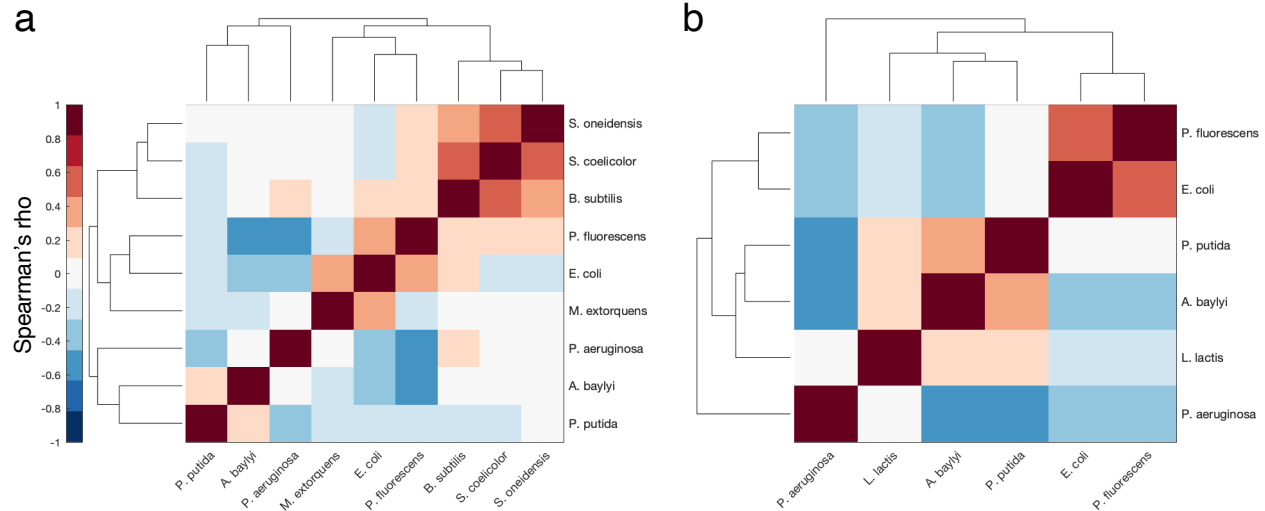 a
Spearman's rho
1
0.8
0.6
0.4
0.2
0
-0.2
-0.4
-0.6
-0.8
-1
S. oneidensis
S. coelicolor
B. subtilis
P. fluorescens
E. coli
M. extorquens
P. aeruginosa
A. baylyi
P. putida
P. putida
A. baylyi
P. aeruginosa
M. extorquens
E. coli
P. fluorescens
B. subtilis
S. coelicolor
S. oneidensis
b
P. fluorescens
E. coli
P. putida
A. baylyi
L. lactis
P. aeruginosa
P. aeruginosa
L. lactis
A. baylyi
P. putida
E. coli
P. fluorescens